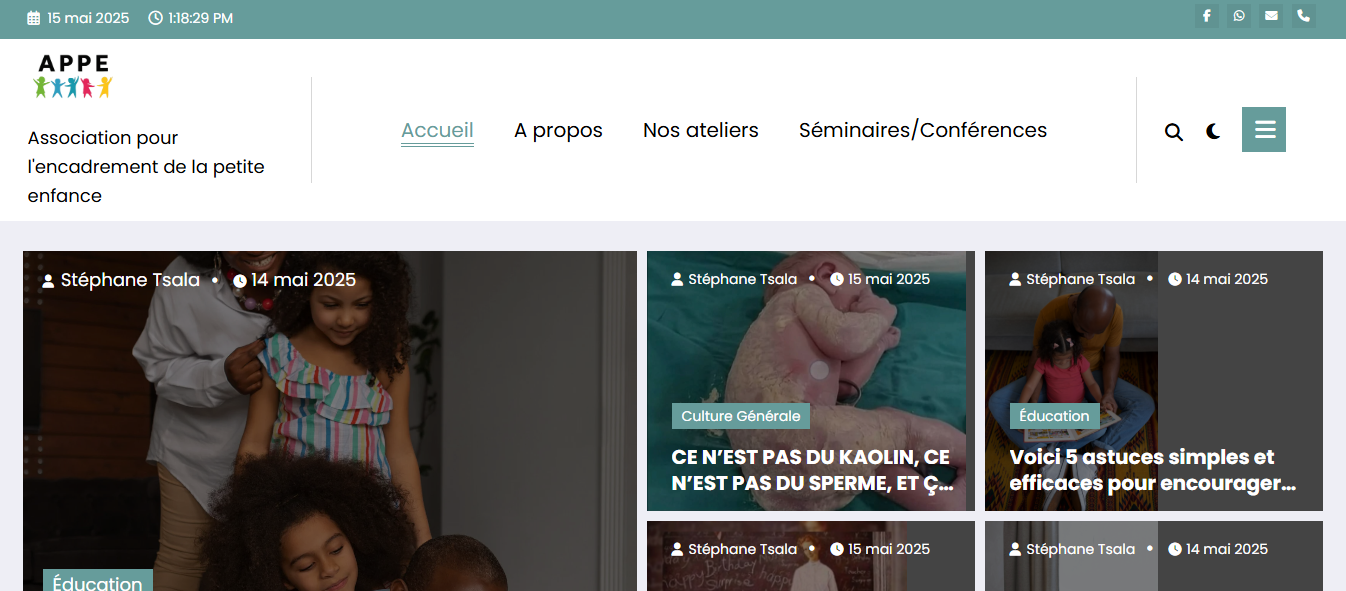 15 mai 2025 1:18:29 PM
APPE
Association pour
l'encadrement de la petite
enfance
Accueil A propos Nos ateliers Séminaires/Conférences
Stéphane Tsala • 14 mai 2025
Éducation
Stéphane Tsala • 15 mai 2025
Culture Générale
CE N’EST PAS DU KAOLIN, CE
N’EST PAS DU SPERME, ET Ç...
Stéphane Tsala • 14 mai 2025
Éducation
Voici 5 astuces simples et
efficaces pour encourager...
Stéphane Tsala • 15 mai 2025
happy Birthday
Stéphane Tsala • 14 mai 2025